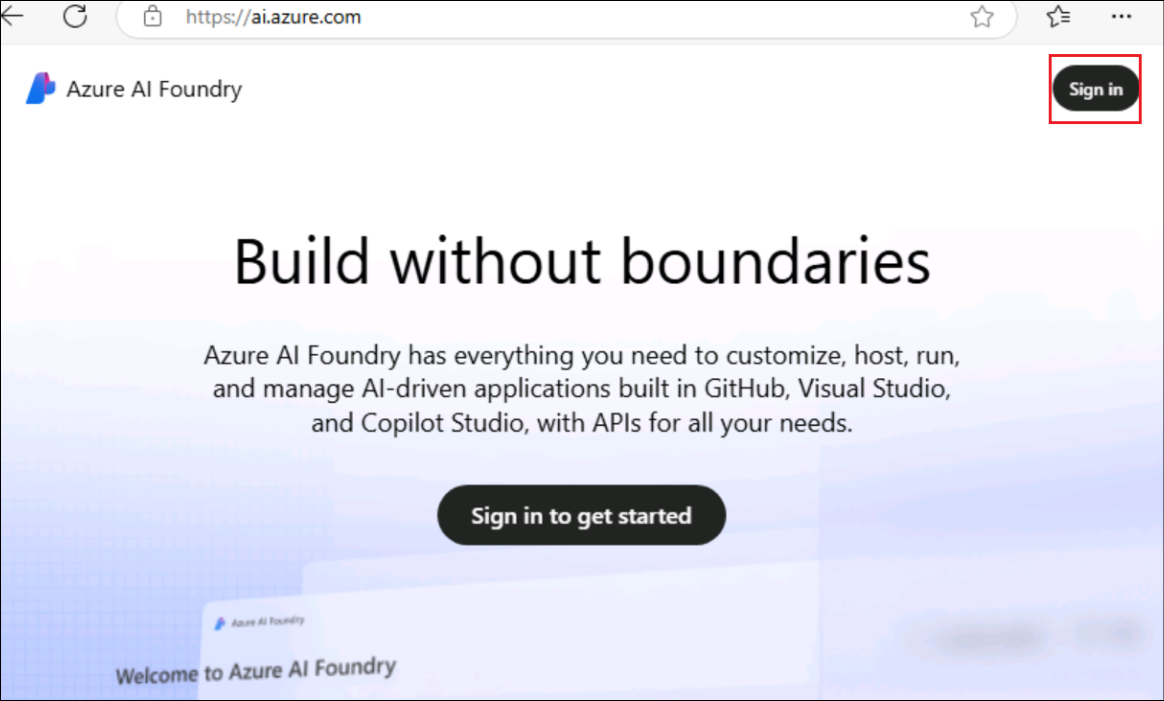 https://ai.azure.com
Azure AI Foundry
Sign in
Build without boundaries
Azure AI Foundry has everything you need to customize, host, run,
and manage AI-driven applications built in GitHub, Visual Studio,
and Copilot Studio, with APIs for all your needs.
Sign in to get started
Azure AI Foundry
Welcome to Azure AI Foundry